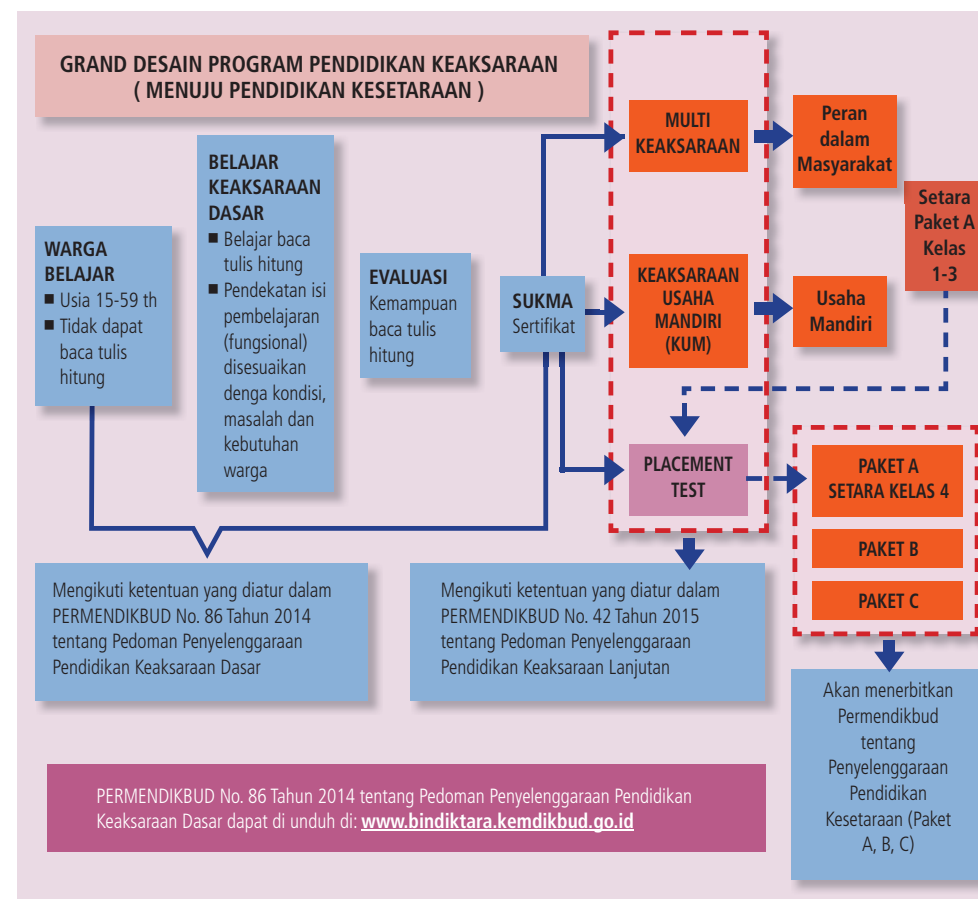 GRAND DESAIN PROGRAM PENDIDIKAN KEAKSARAAN
( MENUJU PENDIDIKAN KESETARAAN )
WARGA
BELAJAR
■ Usia 15-59 th
■ Tidak dapat
baca tulis
hitung
BELAJAR
KEAKSARAAN
DASAR
■ Belajar baca
tulis hitung
■ Pendekatan isi
pembelajaran
(fungsional)
disesuaikan
denga kondisi,
masalah dan
kebutuhan
warga
EVALUASI
Kemampuan
baca tulis
hitung
SUKMA
Sertifikat
MULTI
KEAKSARAAN
Peran
dalam
Masyarakat
KEAKSARAAN
USAHA
MANDIRI
(KUM)
Usaha
Mandiri
Setara
Paket A
Kelas
1-3
PLACEMENT
TEST
PAKET A
SETARA KELAS 4
PAKET B
PAKET C
Mengikuti ketentuan yang diatur dalam
PERMENDIKBUD No. 86 Tahun 2014
tentang Pedoman Penyelenggaraan
Pendidikan Keaksaraan Dasar
Mengikuti ketentuan yang diatur dalam
PERMENDIKBUD No. 42 Tahun 2015
tentang Pedoman Penyelenggaraan
Pendidikan Keaksaraan Lanjutan
Akan menerbitkan
Permendikbud
tentang
Penyelenggaraan
Pendidikan
Kesetaraan (Paket
A, B, C)
PERMENDIKBUD No. 86 Tahun 2014 tentang Pedoman Penyelenggaraan Pendidikan
Keaksaraan Dasar dapat di unduh di: www.bindiktara.kemdikbud.go.id